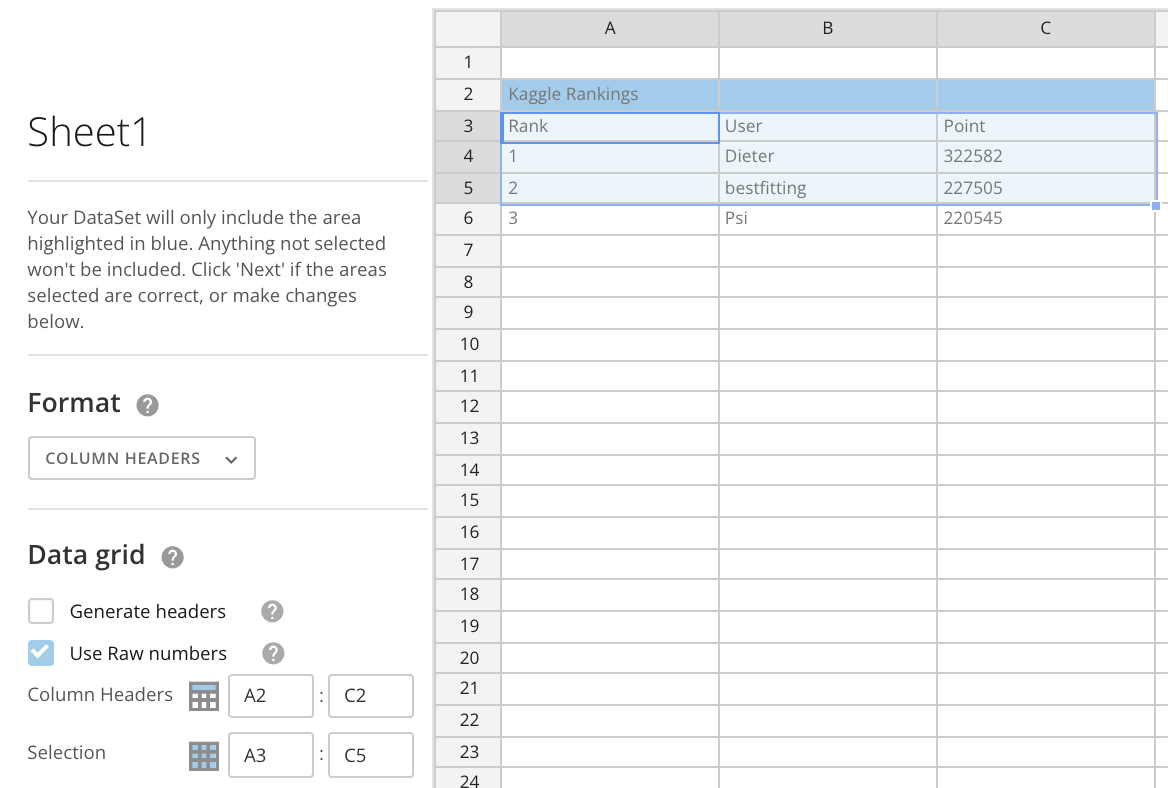 Sheet1
Your DataSet will only include the area
highlighted in blue. Anything not selected
won't be included. Click 'Next' if the areas
selected are correct, or make changes
below.
Format ?
COLUMN HEADERS
Data grid ?
Generate headers ?
Use Raw numbers ?
Column Headers A2 : C2
Selection A3 : C5
A B C
1
2 Kaggle Rankings
3 Rank User Point
4 1 Dieter 322582
5 2 bestfitting 227505
6 3 Psi 220545
7
8
9
10
11
12
13
14
15
16
17
18
19
20
21
22
23
24